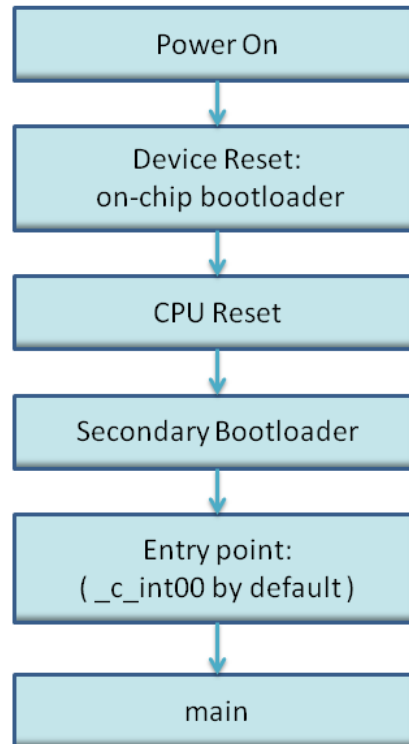 Power On
Device Reset:
on-chip bootloader
CPU Reset
Secondary Bootloader
Entry point:
( _c_int00 by default )
main